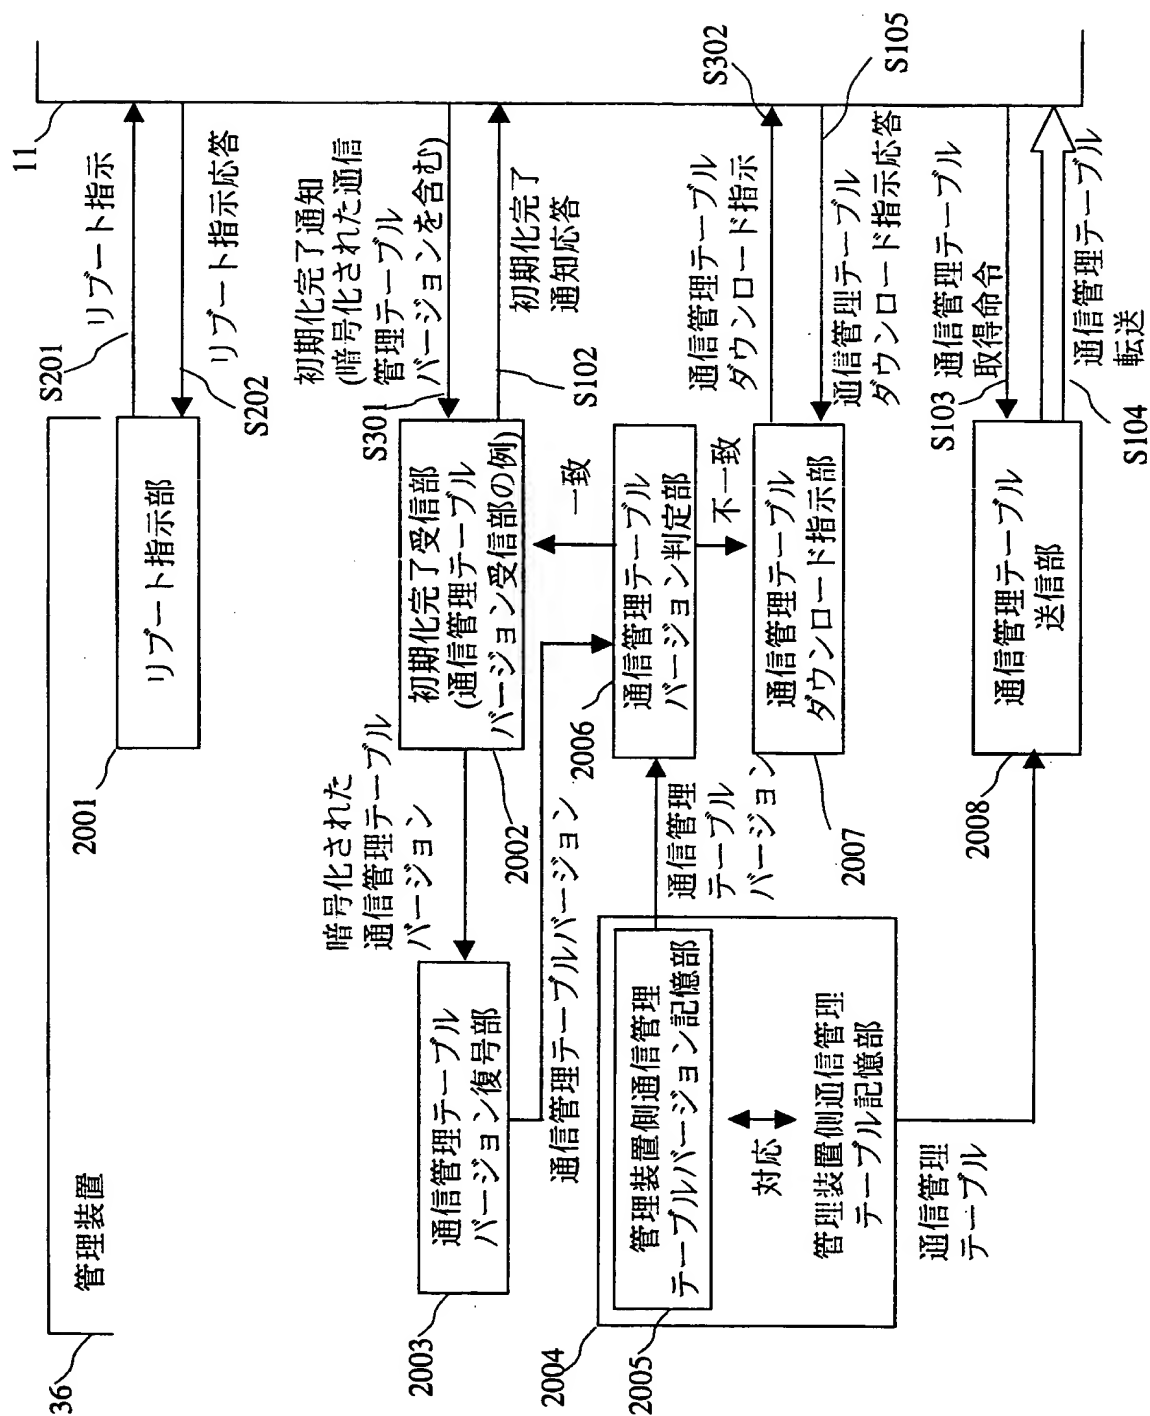 36
管理装置
11
2001
リブート指示部
S201
リブート指示
S202
リブート指示応答
初期化完了通知
(暗号化された通信
管理テーブル
バージョンを含む)
S301
初期化完了
通知応答
S102
2002
初期化完了受信部
(通信管理テーブル
バージョン受信部の例)
暗号化された
通信管理テーブル
バージョン
2003
通信管理テーブル
バージョン復号部
通信管理テーブルバージョン
一致
2006
通信管理テーブル
バージョン判定部
不一致
2004
2005
管理装置側通信管理
テーブルバージョン記憶部
対応
管理装置側通信管理
テーブル記憶部
通信管理
テーブル
バージョン
2007
通信管理テーブル
ダウンロード指示部
通信管理テーブル
ダウンロード指示
S302
通信管理テーブル
ダウンロード指示応答
S105
通信管理
テーブル
2008
通信管理テーブル
送信部
S103
通信管理テーブル
取得命令
通信管理テーブル
転送
S104